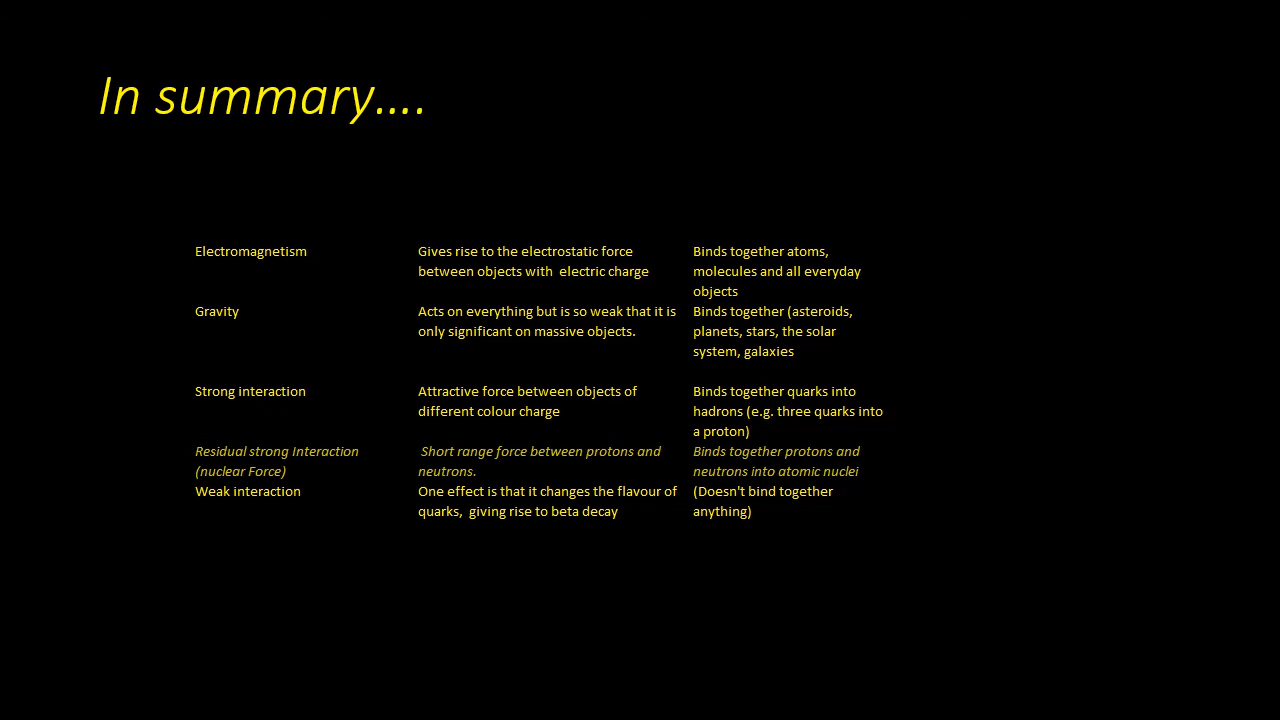 In summary....
Electromagnetism
Gives rise to the electrostatic force
between objects with  electric charge
Binds together atoms,
molecules and all everyday
objects
Gravity
Acts on everything but is so weak that it is
only significant on massive objects.
Binds together (asteroids,
planets, stars, the solar
system, galaxies
Strong interaction
Attractive force between objects of
different colour charge
Binds together quarks into
hadrons (e.g. three quarks into
a proton)
Residual strong Interaction
(nuclear Force)
Short range force between protons and
neutrons.
Binds together protons and
neutrons into atomic nuclei
Weak interaction
One effect is that it changes the flavour of
quarks,  giving rise to beta decay
(Doesn't bind together
anything)